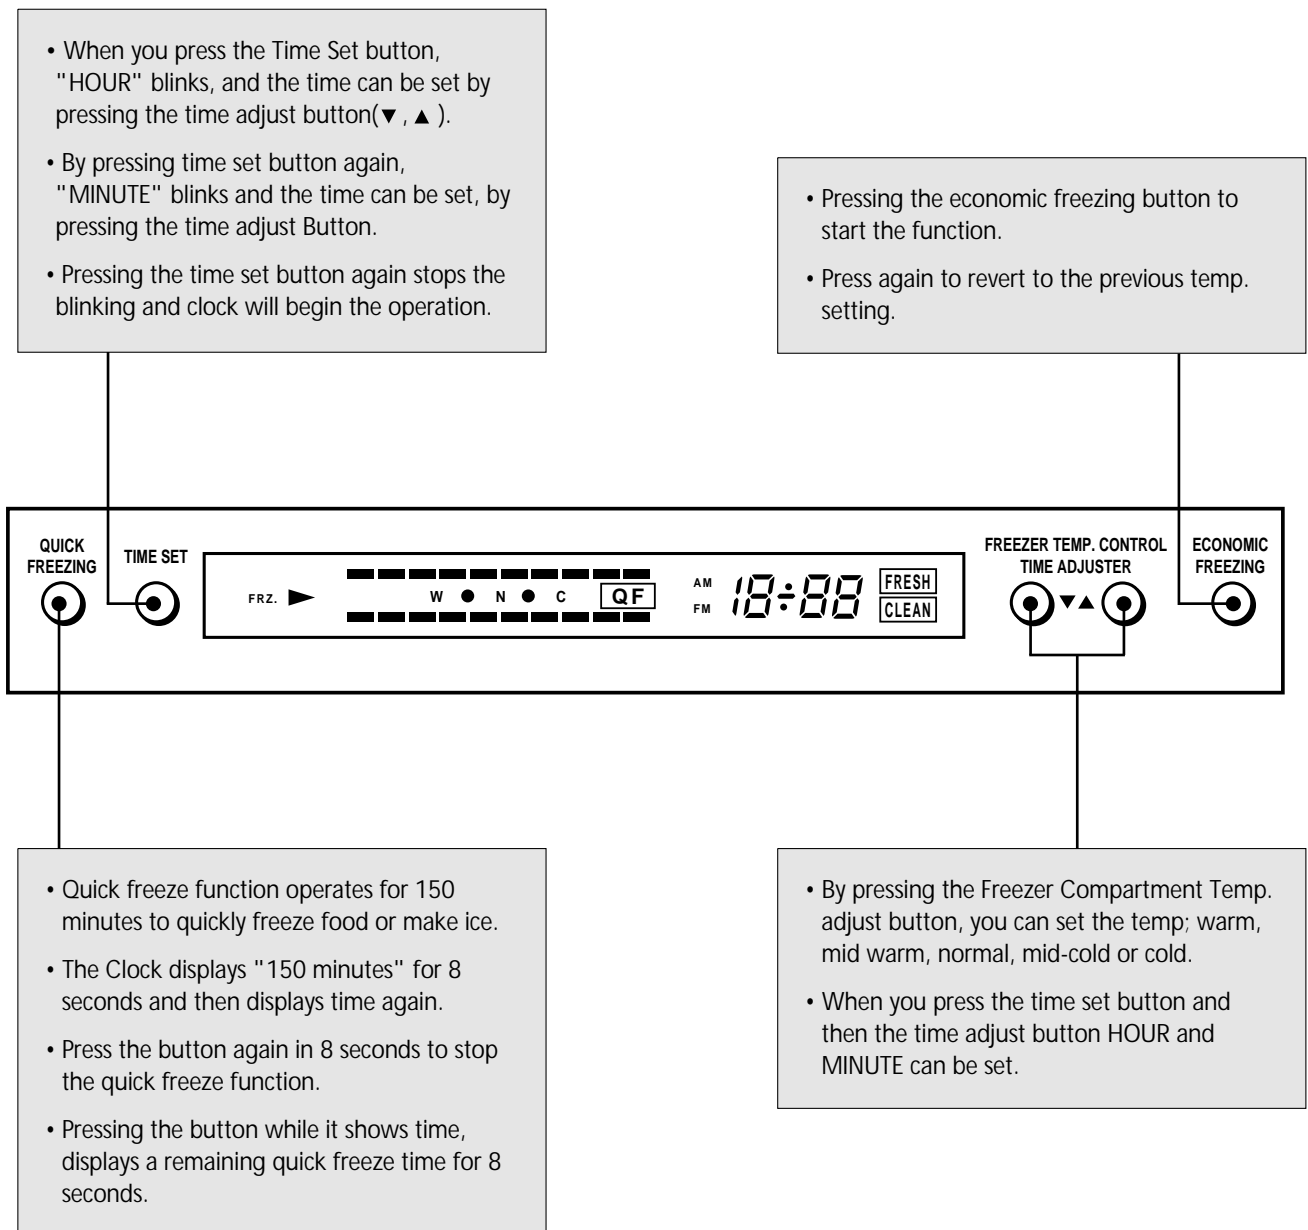 • When you press the Time Set button,
"HOUR" blinks, and the time can be set by
pressing the time adjust button(▼, ▲ ).
• By pressing time set button again,
"MINUTE" blinks and the time can be set, by
pressing the time adjust Button.
• Pressing the time set button again stops the
blinking and clock will begin the operation.
• Pressing the economic freezing button to
start the function.
• Press again to revert to the previous temp.
setting.
QUICK
FREEZING
TIME SET
FRZ.
W ● N ● C
QF
AM
FM
18:88
FRESH
CLEAN
FREEZER TEMP. CONTROL
TIME ADJUSTER
▼▲
ECONOMIC
FREEZING
• Quick freeze function operates for 150
minutes to quickly freeze food or make ice.
• The Clock displays "150 minutes" for 8
seconds and then displays time again.
• Press the button again in 8 seconds to stop
the quick freeze function.
• Pressing the button while it shows time,
displays a remaining quick freeze time for 8
seconds.
• By pressing the Freezer Compartment Temp.
adjust button, you can set the temp; warm,
mid warm, normal, mid-cold or cold.
• When you press the time set button and
then the time adjust button HOUR and
MINUTE can be set.